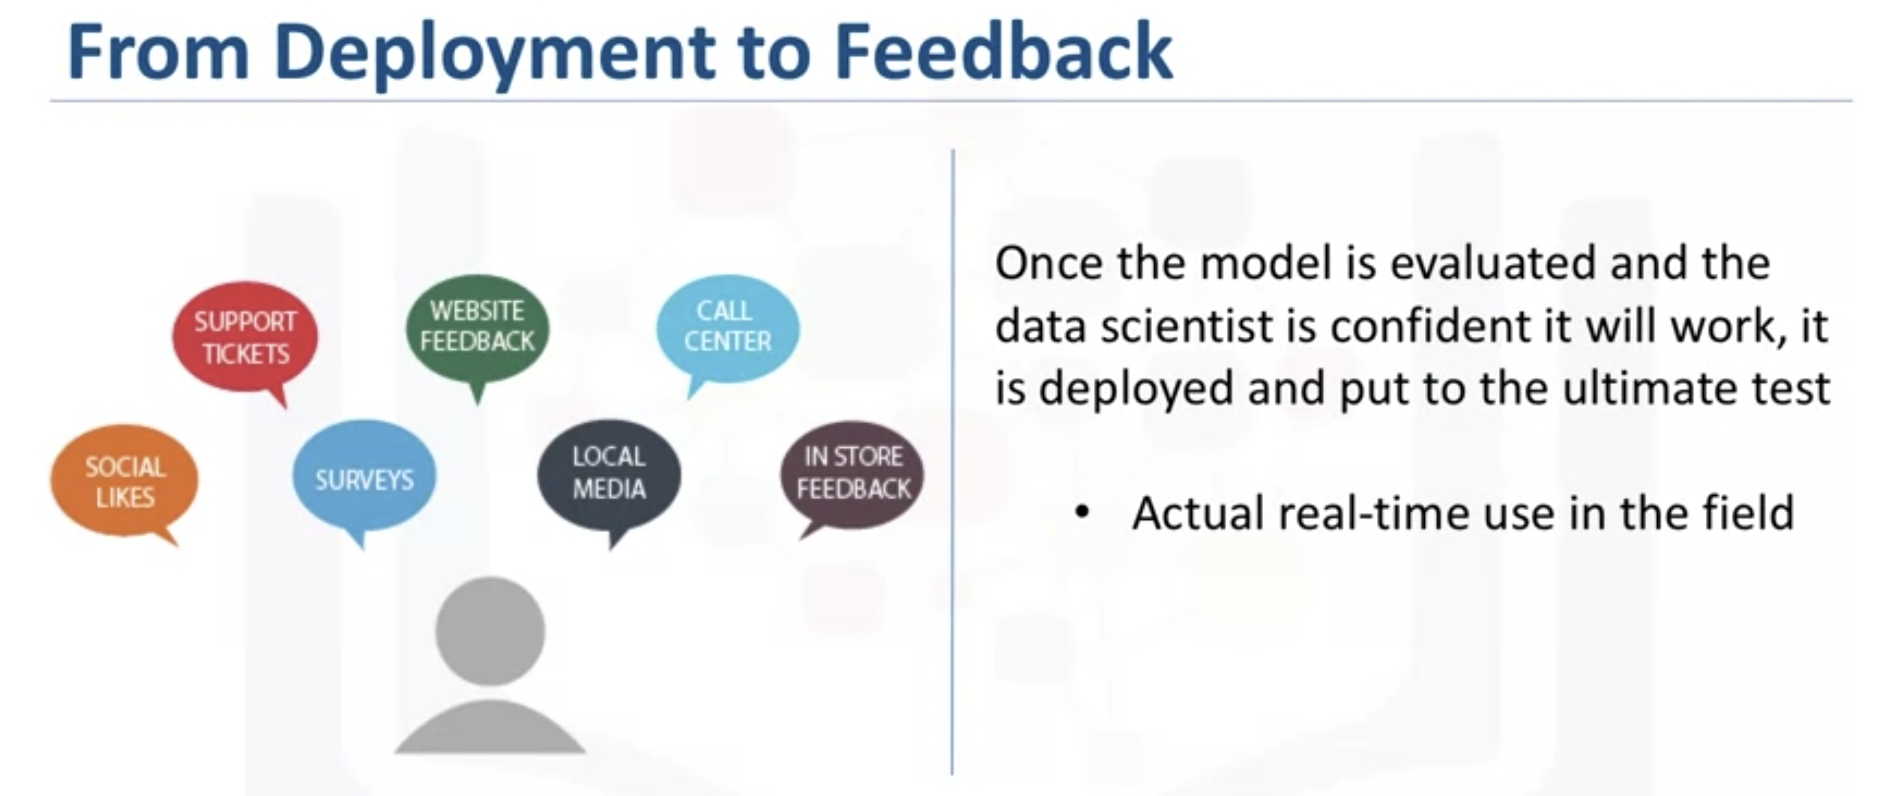 From Deployment to Feedback
SUPPORT
TICKETS
WEBSITE
FEEDBACK
CALL
CENTER
SOCIAL
LIKES
SURVEYS
LOCAL
MEDIA
IN STORE
FEEDBACK
Once the model is evaluated and the
data scientist is confident it will work, it
is deployed and put to the ultimate test
• Actual real-time use in the field